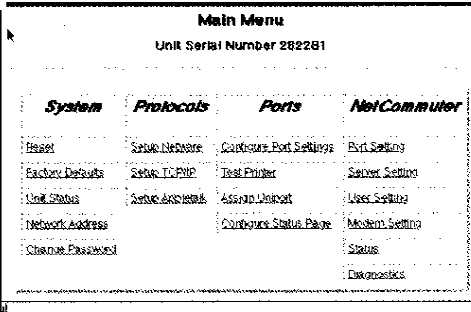 Main Menu
Unit Serial Number 282281
System Protocols Ports NetCommuter
Reset Setup Netware Configure Port Settings Port Setting
Factory Defaults Setup TCP/IP Test Printer Server Setting
Unit Status Setup Appletalk Assign Uniport User Setting
Network Address Configure Status Page Modem Setting
Change Password Status
Diagnostics